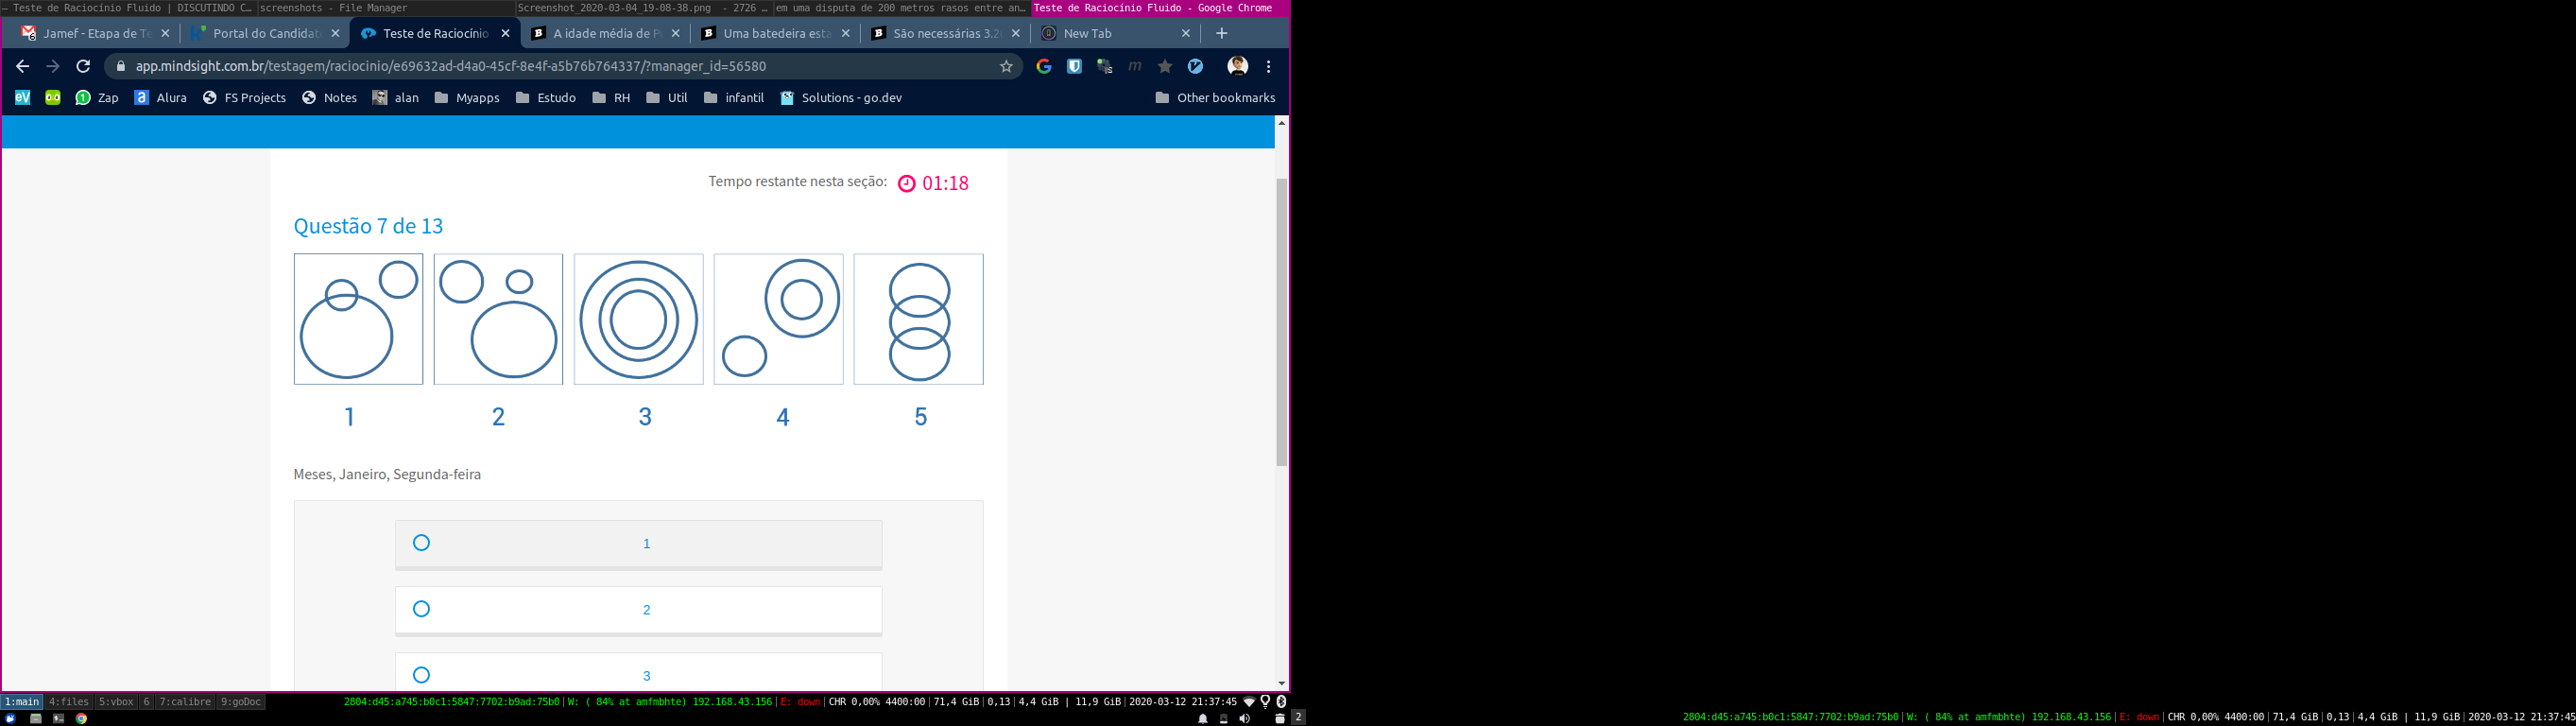 — Teste de Raciocínio Fluido | DISCUTINDO C… screenshots - File Manager Screenshot_2020-03-04_19-08-38.png - 2726 … em uma disputa de 200 metros rasos entre an… Teste de Raciocínio Fluido - Google Chrome
Jamef - Etapa de Te Portal do Candidat Teste de Raciocínio A idade média de P Uma batedeira esta São necessárias 3.2 New Tab
app.mindsight.com.br/testagem/raciocinio/e69632ad-d4a0-45cf-8e4f-a5b76b764337/?manager_id=56580
eV Zap Alura FS Projects Notes alan Myapps Estudo RH Util infantil Solutions - go.dev Other bookmarks
Tempo restante nesta seção: 01:18
Questão 7 de 13
1 2 3 4 5
Meses, Janeiro, Segunda-feira
1
2
3
1:main 4:files 5:vbox 6 7:calibre 9:goDoc 2804:d45:a745:b0c1:5847:7702:b9ad:75b0 | W: ( 84% at amfmbhte) 192.168.43.156 | E: down | CHR 0,00% 4400:00 | 71,4 GiB | 0,13 | 4,4 GiB | 11,9 GiB | 2020-03-12 21:37:45
2 2804:d45:a745:b0c1:5847:7702:b9ad:75b0 | W: ( 84% at amfmbhte) 192.168.43.156 | E: down | CHR 0,00% 4400:00 | 71,4 GiB | 0,13 | 4,4 GiB | 11,9 GiB | 2020-03-12 21:37:4